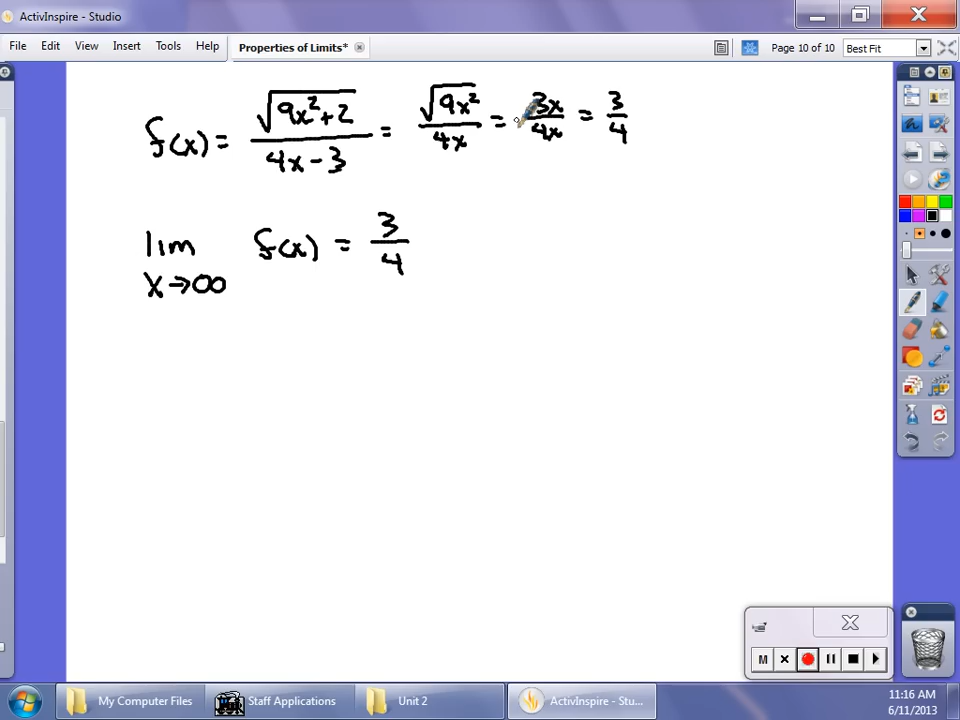 ActivInspire - Studio
File Edit View Insert Tools Help Properties of Limits* Page 10 of 10 Best Fit
f(x) = √(9x²+2) / (4x-3) = √(9x²) / 4x = 3x / 4x = 3/4
lim x→∞ f(x) = 3/4
M
My Computer Files Staff Applications Unit 2 ActivInspire - Stu... 11:16 AM
6/11/2013